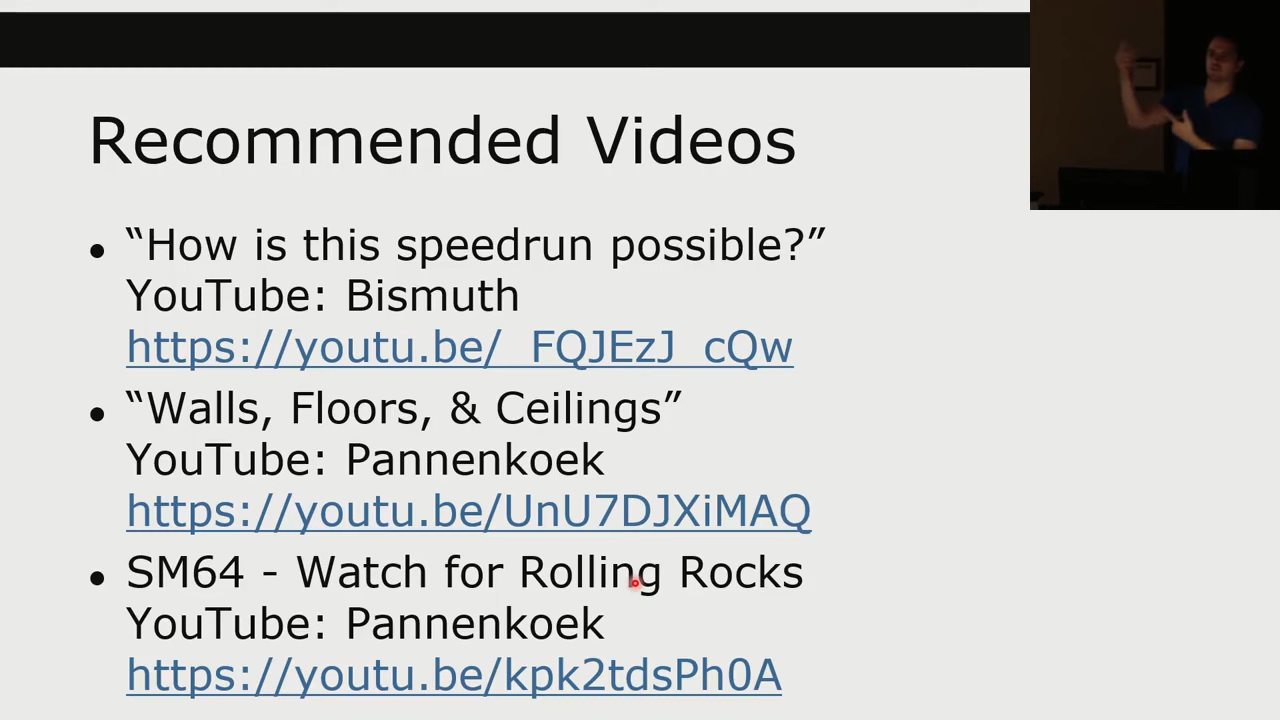 Recommended Videos
• “How is this speedrun possible?”
YouTube: Bismuth
https://youtu.be/_FQJEzJ_cQw
• “Walls, Floors, & Ceilings”
YouTube: Pannenkoek
https://youtu.be/UnU7DJXiMAQ
• SM64 - Watch for Rolling Rocks
YouTube: Pannenkoek
https://youtu.be/kpk2tdsPh0A